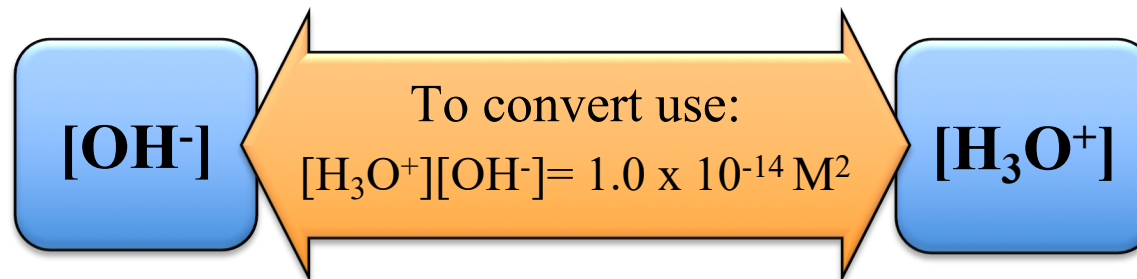 [OH⁻]
To convert use:
[H₃O⁺][OH⁻]= 1.0 x 10⁻¹⁴ M²
[H₃O⁺]